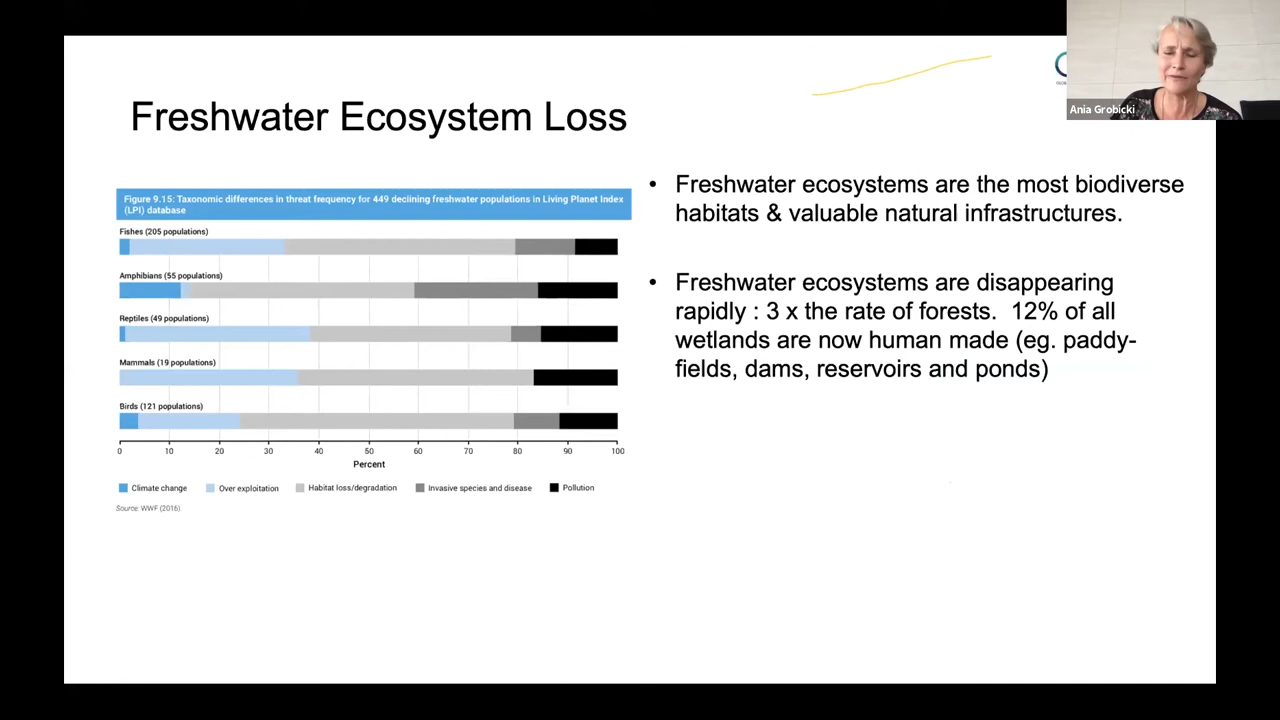 Ania Grobicki
Freshwater Ecosystem Loss
Figure 9.15: Taxonomic differences in threat frequency for 449 declining freshwater populations in Living Planet Index
(LPI) database
Fishes (205 populations)
Amphibians (55 populations)
Reptiles (49 populations)
Mammals (19 populations)
Birds (121 populations)
0 10 20 30 40 50 60 70 80 90 100
Percent
Climate change Over exploitation Habitat loss/degradation Invasive species and disease Pollution
Source: WWF (2016).
• Freshwater ecosystems are the most biodiverse
habitats & valuable natural infrastructures.
• Freshwater ecosystems are disappearing
rapidly : 3 x the rate of forests.  12% of all
wetlands are now human made (eg. paddy-
fields, dams, reservoirs and ponds)